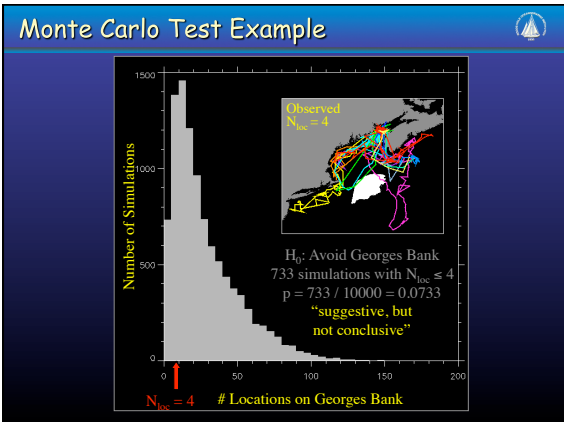 Monte Carlo Test Example
Number of Simulations
1500
1000
500
0
Observed
Nloc = 4
H0: Avoid Georges Bank
733 simulations with Nloc ≤ 4
p = 733 / 10000 = 0.0733
“suggestive, but
not conclusive”
0 50 100 150 200
Nloc = 4
# Locations on Georges Bank